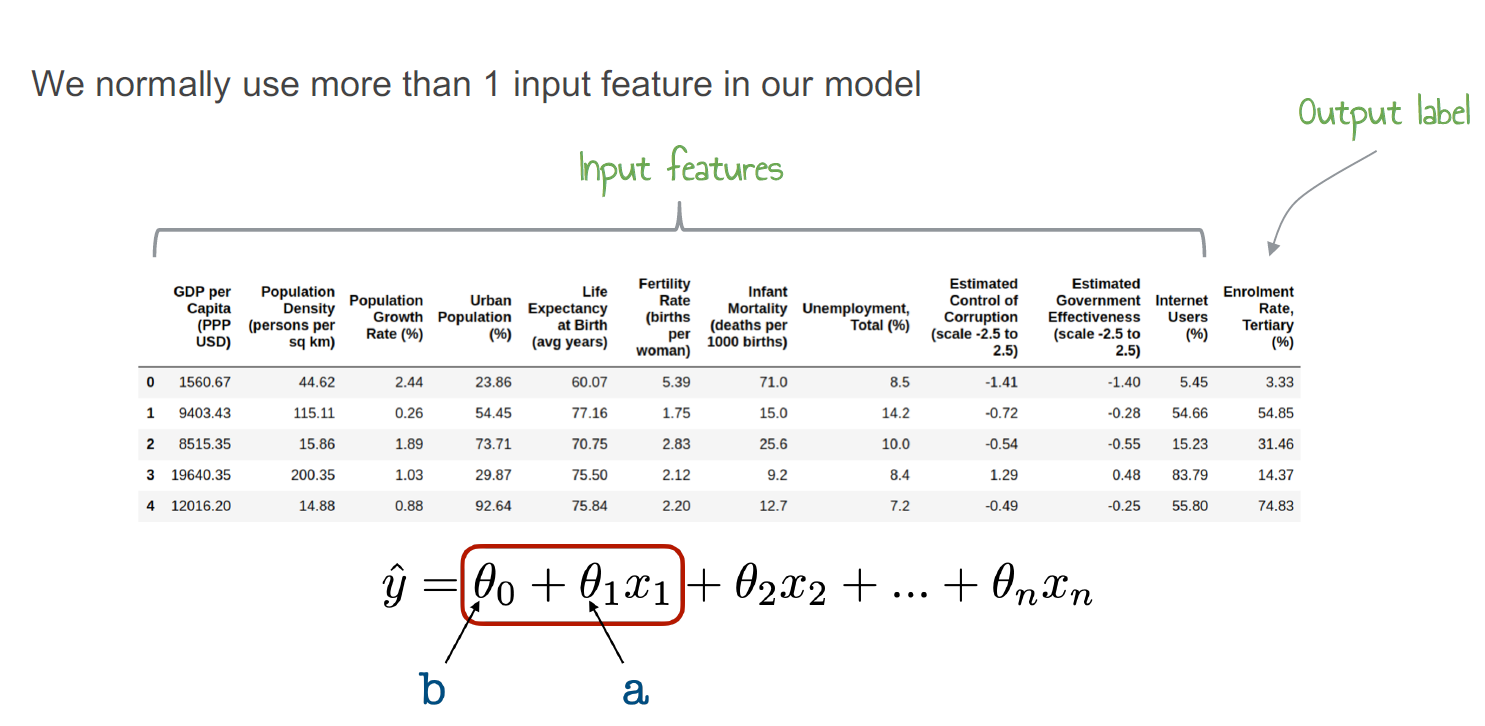 We normally use more than 1 input feature in our model
Output label
Input features
GDP per Capita (PPP USD) Population Density (persons per sq km) Population Growth Rate (%) Urban Population (%) Life Expectancy at Birth (avg years) Fertility Rate (births per woman) Infant Mortality (deaths per 1000 births) Unemployment, Total (%) Estimated Control of Corruption (scale -2.5 to 2.5) Estimated Government Effectiveness (scale -2.5 to 2.5) Internet Users (%) Enrolment Rate, Tertiary (%)
0 1560.67 44.62 2.44 23.86 60.07 5.39 71.0 8.5 -1.41 -1.40 5.45 3.33
1 9403.43 115.11 0.26 54.45 77.16 1.75 15.0 14.2 -0.72 -0.28 54.66 54.85
2 8515.35 15.86 1.89 73.71 70.75 2.83 25.6 10.0 -0.54 -0.55 15.23 31.46
3 19640.35 200.35 1.03 29.87 75.50 2.12 9.2 8.4 1.29 0.48 83.79 14.37
4 12016.20 14.88 0.88 92.64 75.84 2.20 12.7 7.2 -0.49 -0.25 55.80 74.83
ŷ = θ₀ + θ₁x₁ + θ₂x₂ + ... + θₙxₙ
b a